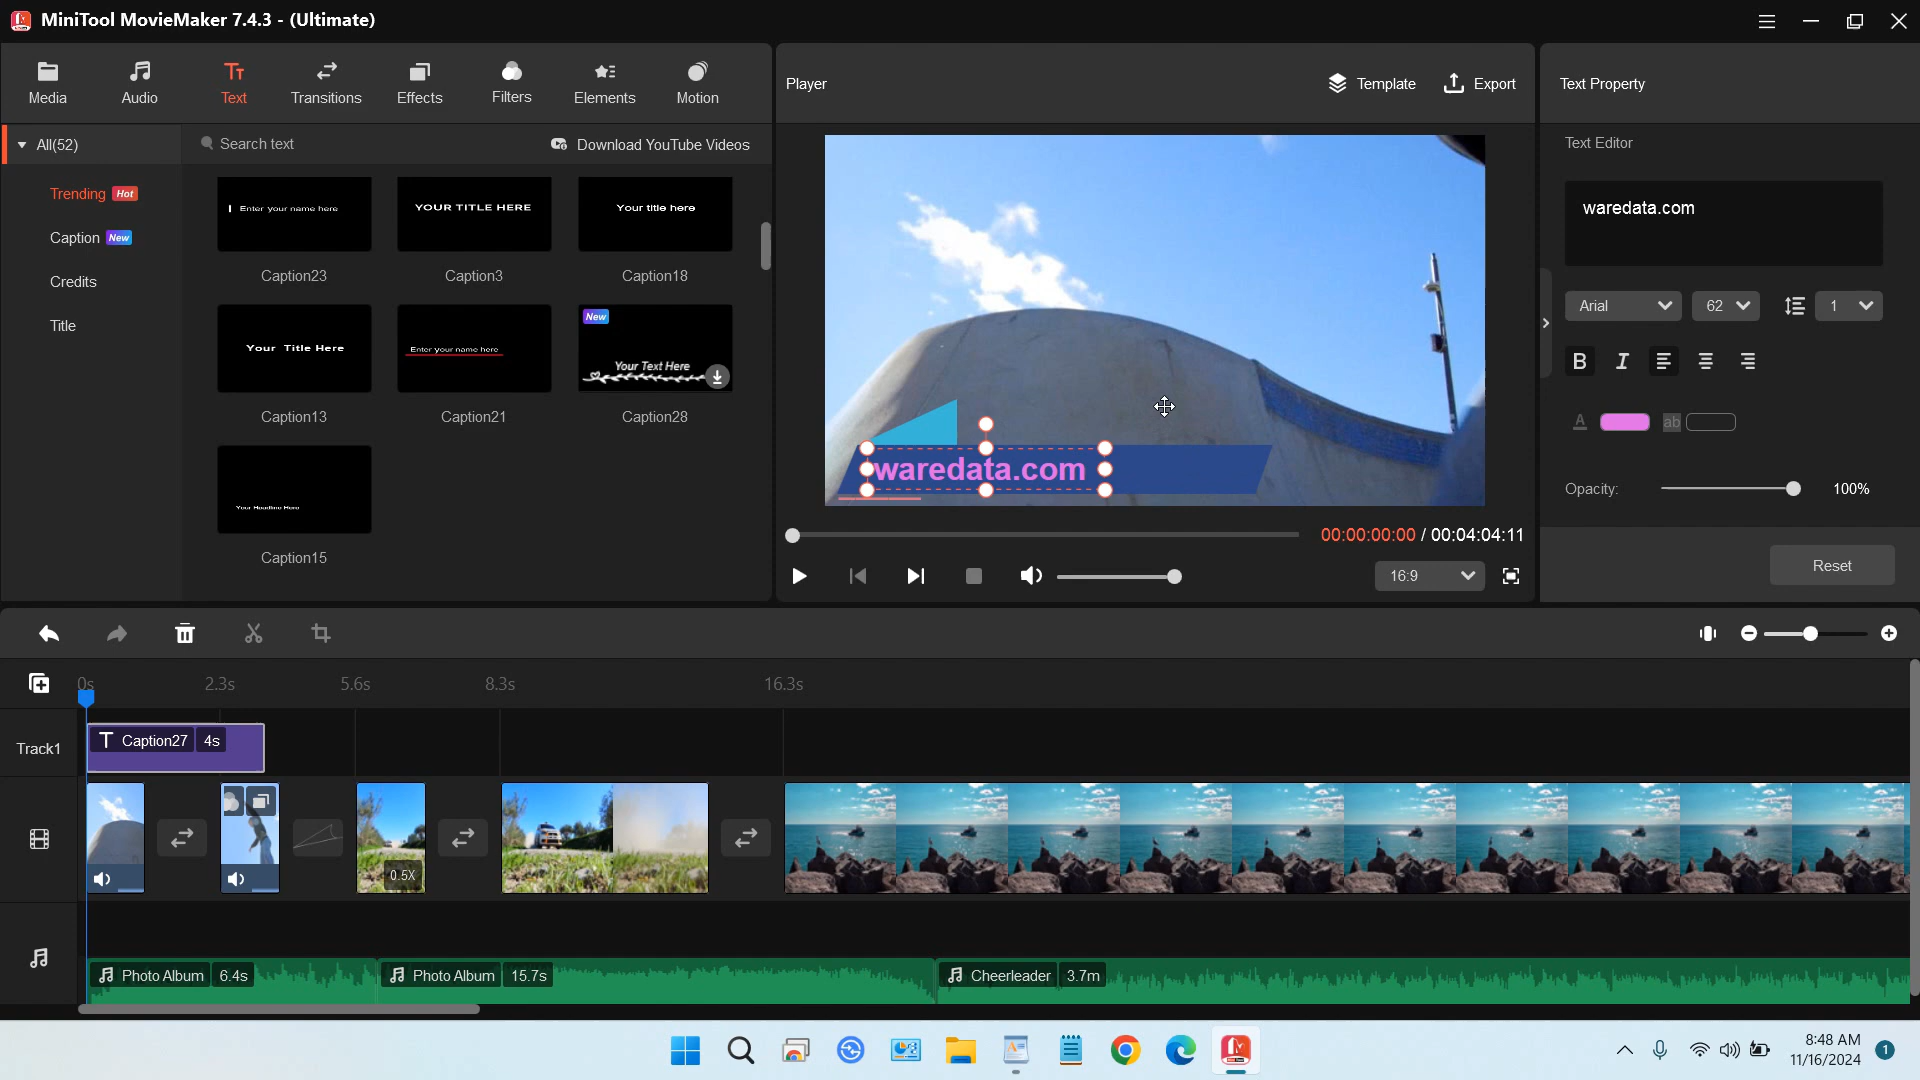 MiniTool MovieMaker 7.4.3 - (Ultimate)
Media
Audio
Text
Transitions
Effects
Filters
Elements
Motion
Player
Template
Export
Text Property
All(52)
Search text
Download YouTube Videos
Text Editor
Trending Hot
Caption New
Credits
Title
Enter your name here
YOUR TITLE HERE
Your title here
Caption23
Caption3
Caption18
Your Title Here
Enter your name here
New
Your Text Here
Caption13
Caption21
Caption28
Your Headline Here
Caption15
waredata.com
00:00:00:00 / 00:04:04:11
16:9
waredata.com
Arial
62
1
B I
A
ab
Opacity:
100%
Reset
0s
2.3s
5.6s
8.3s
16.3s
Track1
T Caption27 4s
0.5X
Photo Album 6.4s
Photo Album 15.7s
Cheerleader 3.7m
8:48 AM
11/16/2024
1